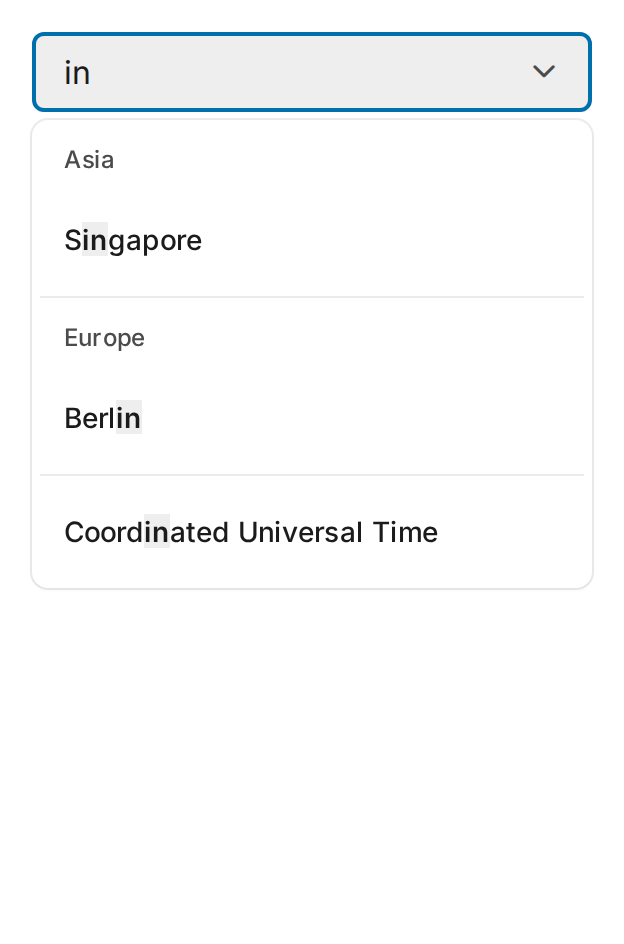 in
Asia
Singapore
Europe
Berlin
Coordinated Universal Time